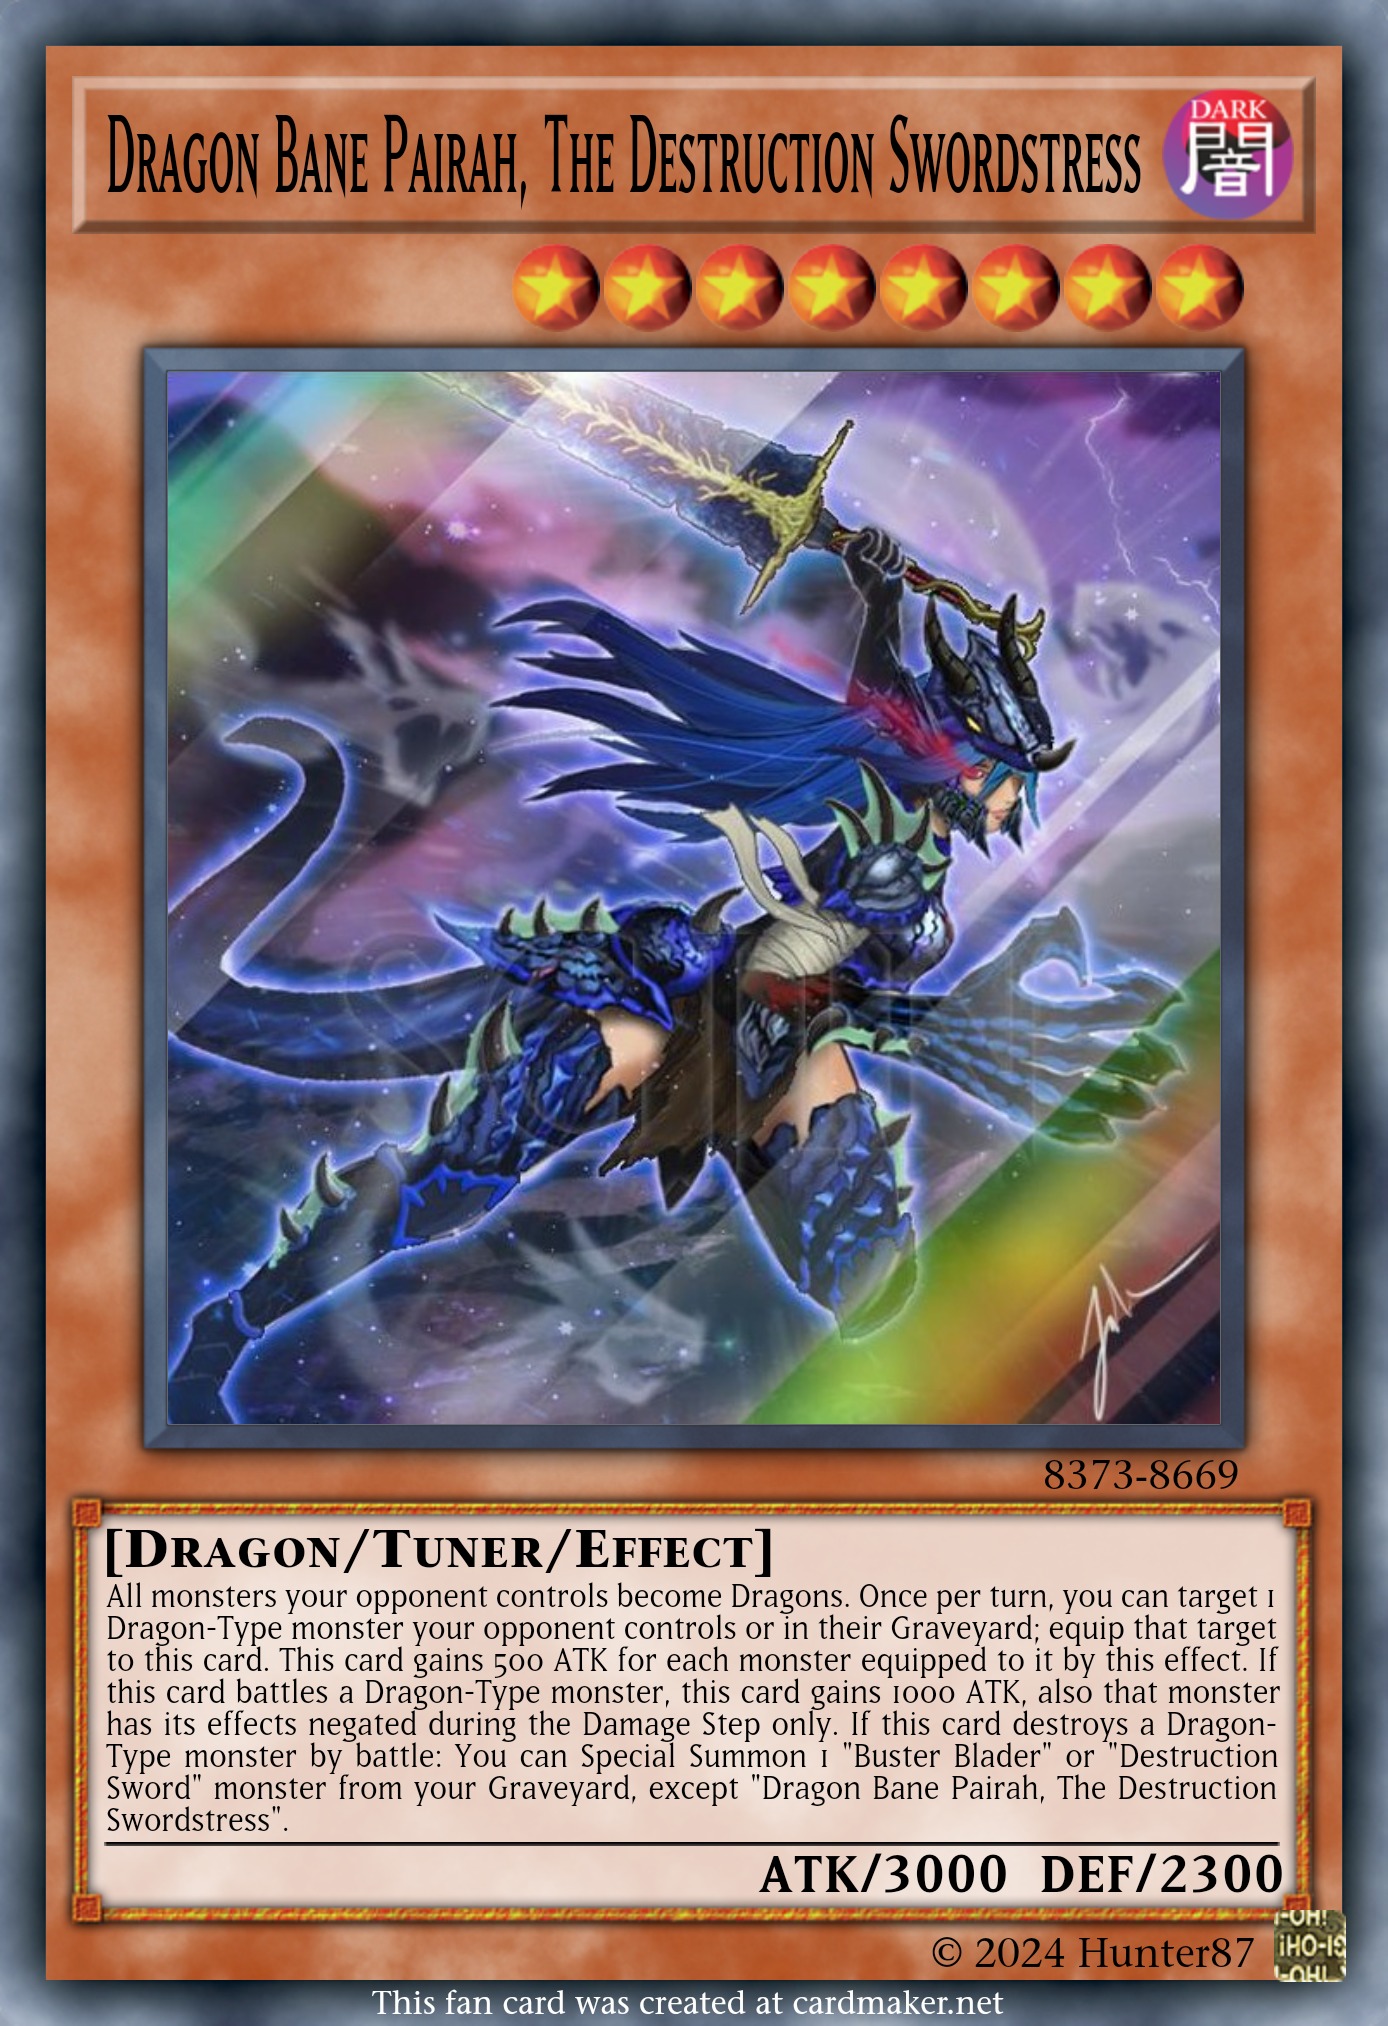 Dragon Bane Pairah, The Destruction Swordstress
DARK
闇
8373-8669
[Dragon/Tuner/Effect]
All monsters your opponent controls become Dragons. Once per turn, you can target 1
Dragon-Type monster your opponent controls or in their Graveyard; equip that target
to this card. This card gains 500 ATK for each monster equipped to it by this effect. If
this card battles a Dragon-Type monster, this card gains 1000 ATK, also that monster
has its effects negated during the Damage Step only. If this card destroys a Dragon-
Type monster by battle: You can Special Summon 1 "Buster Blader" or "Destruction
Sword" monster from your Graveyard, except "Dragon Bane Pairah, The Destruction
Swordstress".
ATK/3000 DEF/2300
© 2024 Hunter87
This fan card was created at cardmaker.net